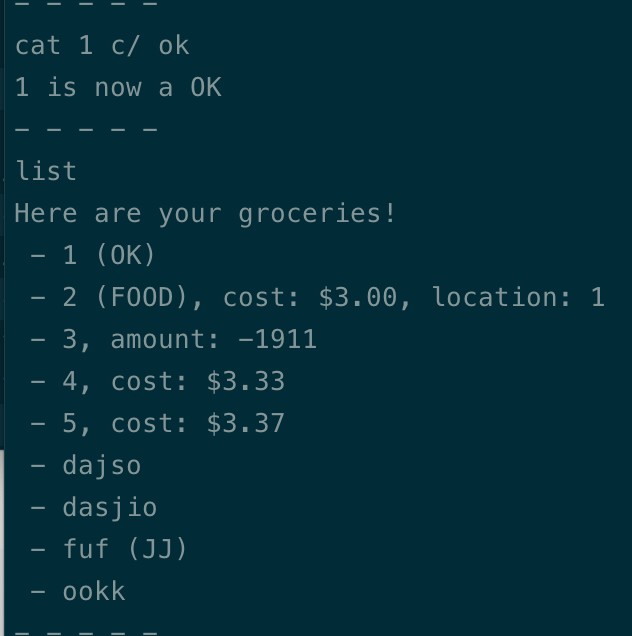 - - - - -
cat 1 c/ ok
1 is now a OK
- - - - -
list
Here are your groceries!
- 1 (OK)
- 2 (FOOD), cost: $3.00, location: 1
- 3, amount: -1911
- 4, cost: $3.33
- 5, cost: $3.37
- dajso
- dasjio
- fuf (JJ)
- ookk
- - - - -